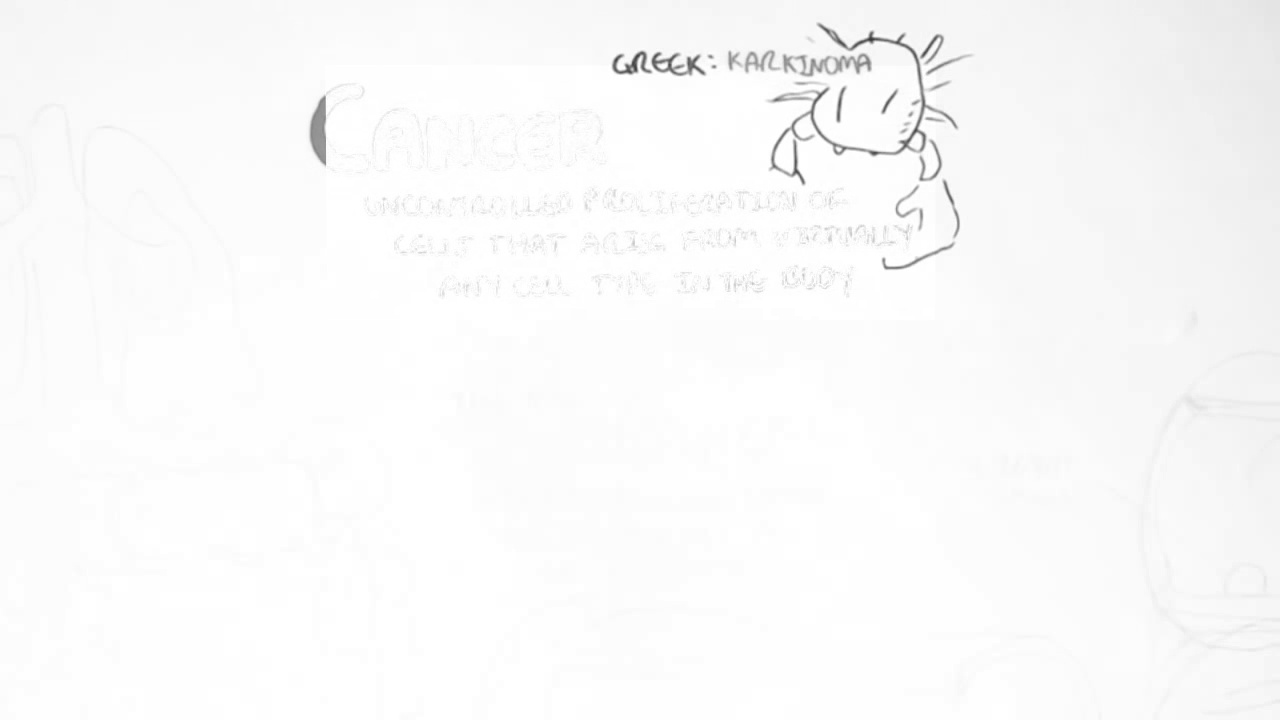 GREEK: KARKINOMA
CANCER
UNCONTROLLED PROLIFERATION OF
CELLS THAT ARISE FROM VIRTUALLY
ANY CELL TYPE IN THE BODY